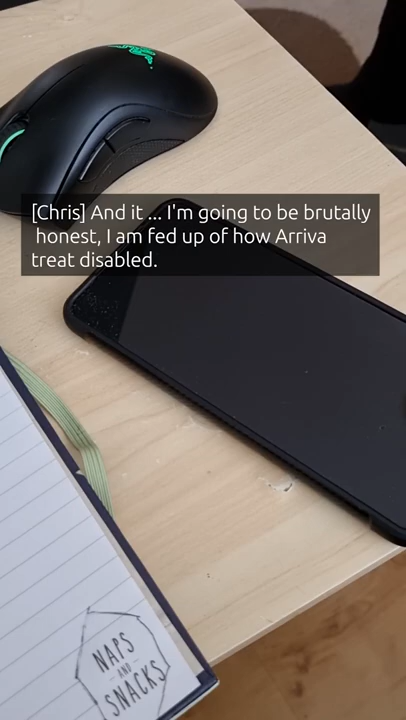 [Chris] And it ... I'm going to be brutally
honest, I am fed up of how Arriva
treat disabled.
NAPS
AND
SNACKS